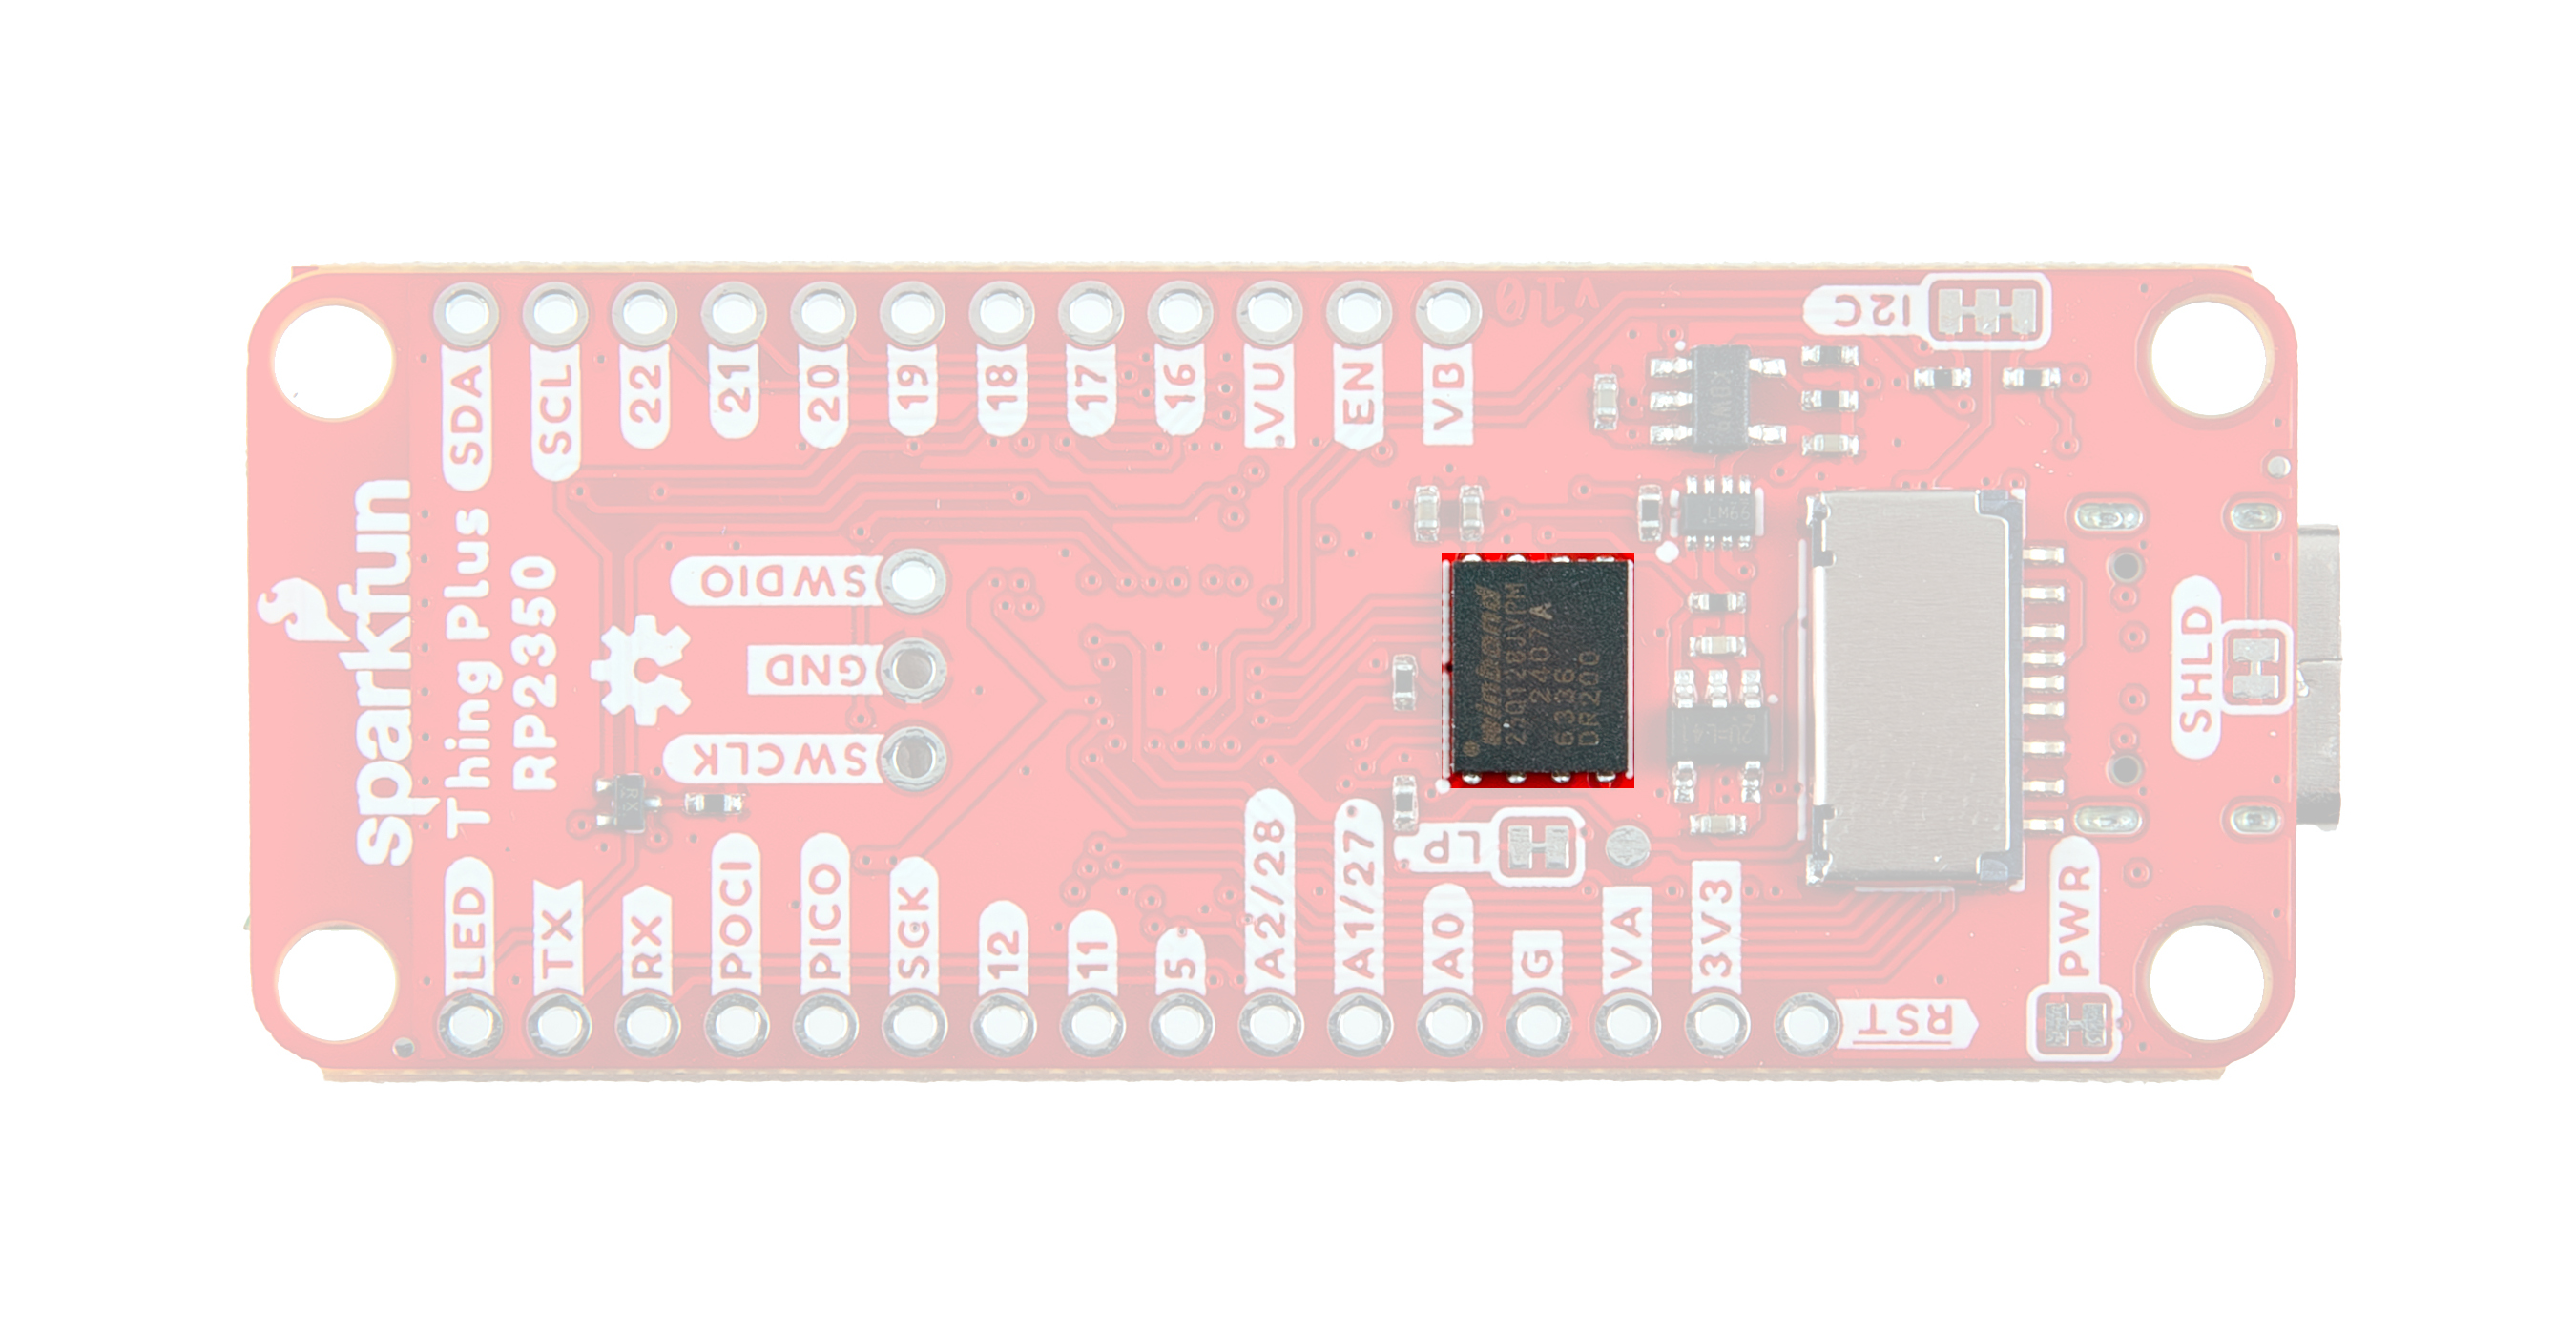 SDA
SCL
22
21
20
19
18
17
16
VU
EN
VB
v10
I2C
sparkfun
Thing Plus
RP2350
SWDIO
GND
SWCLK
winbond
25Q128JVPM
2407A
6336
DR200
SHLD
LP
LED
TX
RX
POCI
PICO
SCK
12
11
5
A2/28
A1/27
A0
G
VA
3V3
RST
PWR